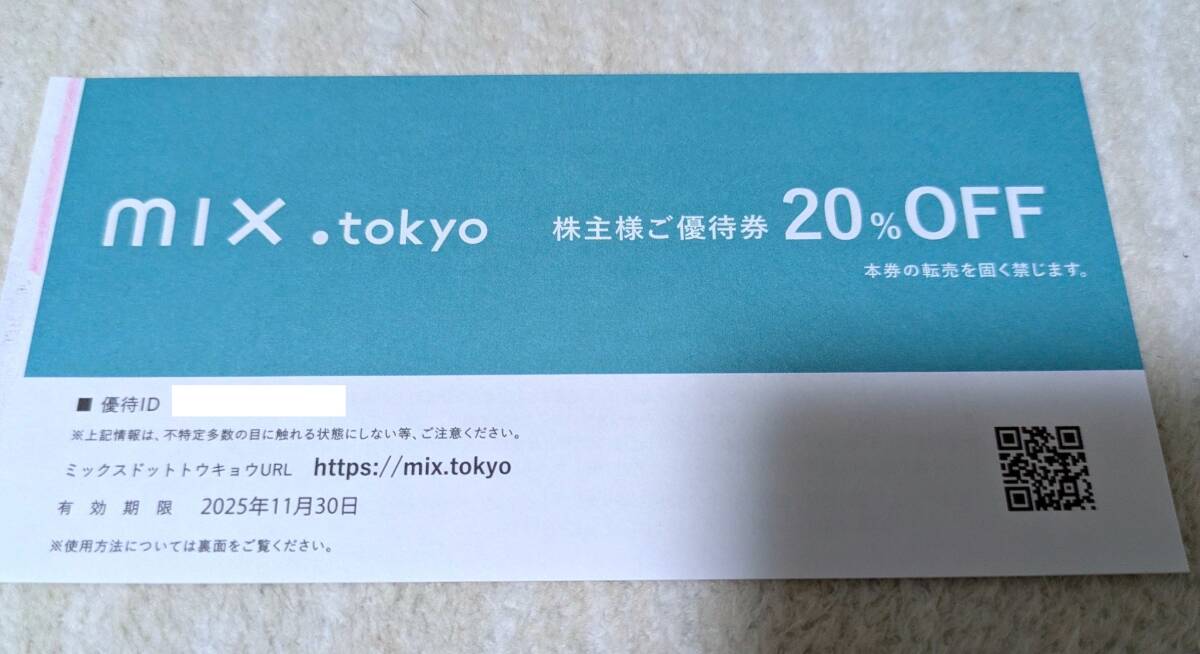 mix.tokyo 株主様ご優待券 20%OFF
本券の転売を固く禁じます。
■ 優待ID
※上記情報は、不特定多数の目に触れる状態にしない等、ご注意ください。
ミックスドットトウキョウURL https://mix.tokyo
有効期限 2025年11月30日
※使用方法については裏面をご覧ください。